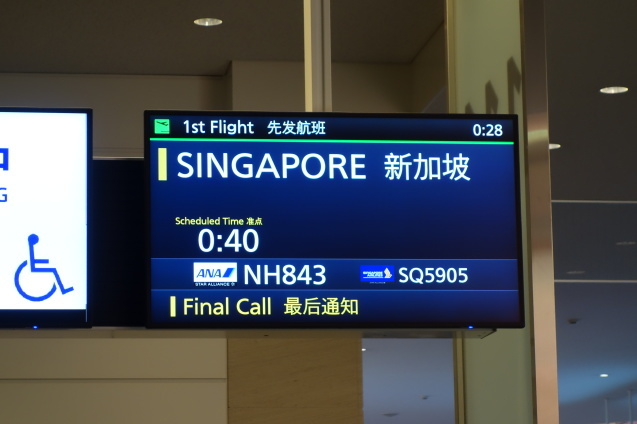 1st Flight 先发航班 0:28
SINGAPORE 新加坡
Scheduled Time 准点
0:40
ANA NH843 SQ5905
STAR ALLIANCE
Final Call 最后通知
G